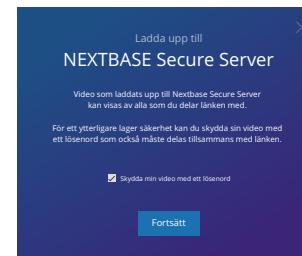 Ladda upp till
NEXTBASE Secure Server
Video som laddats upp till Nextbase Secure Server
kan visas av alla som du delar länken med.
För ett ytterligare lager säkerhet kan du skydda sin video med
ett lösenord som också måste delas tillsammans med länken.
Skydda min video med ett lösenord
Fortsätt